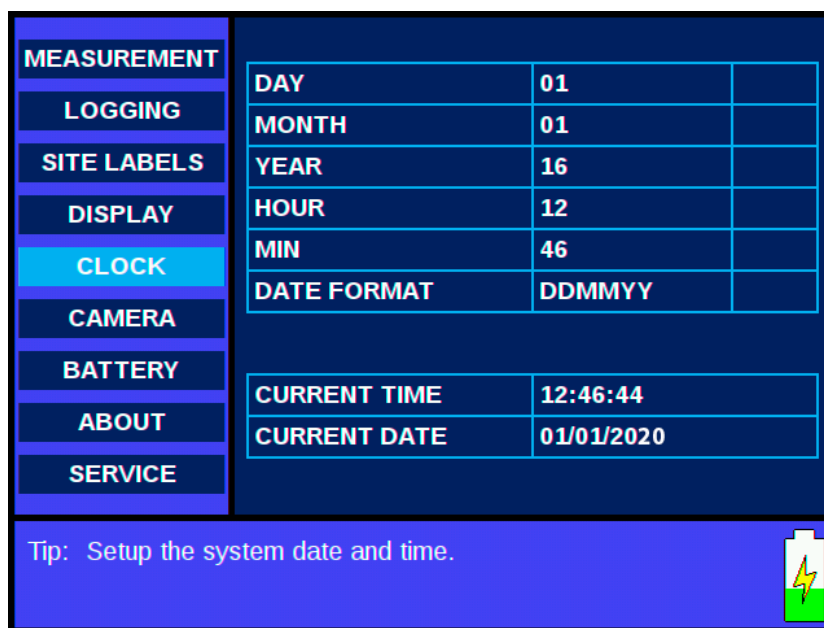 MEASUREMENT
LOGGING
SITE LABELS
DISPLAY
CLOCK
CAMERA
BATTERY
ABOUT
SERVICE
DAY 01
MONTH 01
YEAR 16
HOUR 12
MIN 46
DATE FORMAT DDMMYY
CURRENT TIME 12:46:44
CURRENT DATE 01/01/2020
Tip: Setup the system date and time.